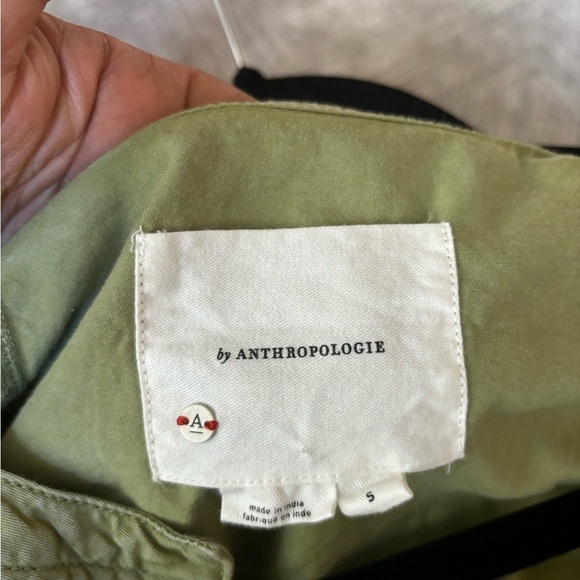 by ANTHROPOLOGIE
A
made in india
fabriqué en inde
S